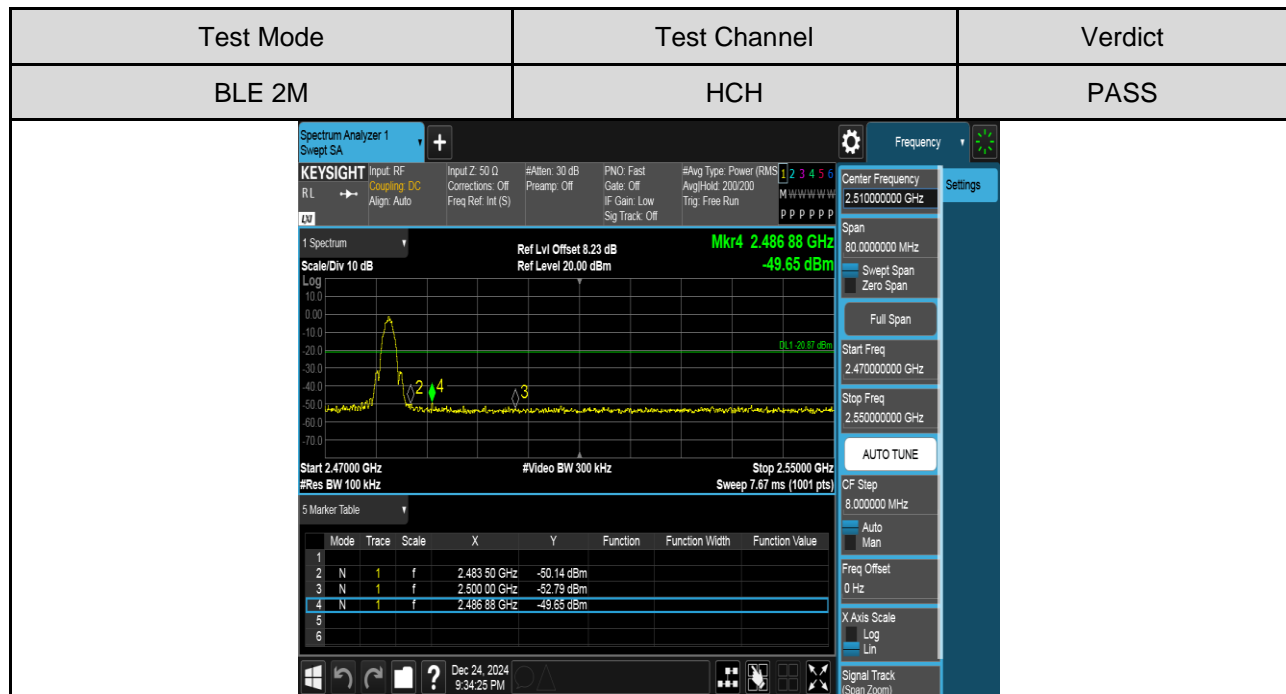 Test Mode Test Channel Verdict
BLE 2M HCH PASS
Spectrum Analyzer 1
Swept SA
+
Frequency
KEYSIGHT Input: RF Input Z: 50 Ω #Atten: 30 dB PNO: Fast #Avg Type: Power (RMS 1 2 3 4 5 6
RL Coupling: DC Corrections: Off Preamp: Off Gate: Off Avg|Hold: 200/200 M W W W W W
Align: Auto Freq Ref: Int (S) IF Gain: Low Trig: Free Run
LXI Sig Track: Off P P P P P P
1 Spectrum Ref Lvl Offset 8.23 dB Mkr4 2.486 88 GHz
Scale/Div 10 dB Ref Level 20.00 dBm -49.65 dBm
Log
10.0
0.00
-10.0
-20.0 DL1 -20.87 dBm
-30.0
-40.0
2 4 3
-50.0
-60.0
-70.0
Start 2.47000 GHz #Video BW 300 kHz Stop 2.55000 GHz
#Res BW 100 kHz Sweep 7.67 ms (1001 pts)
5 Marker Table
Mode Trace Scale X Y Function Function Width Function Value
1
2 N 1 f 2.483 50 GHz -50.14 dBm
3 N 1 f 2.500 00 GHz -52.79 dBm
4 N 1 f 2.486 88 GHz -49.65 dBm
5
6
? Dec 24, 2024
9:34:25 PM
Center Frequency
2.510000000 GHz
Settings
Span
80.0000000 MHz
Swept Span
Zero Span
Full Span
Start Freq
2.470000000 GHz
Stop Freq
2.550000000 GHz
AUTO TUNE
CF Step
8.000000 MHz
Auto
Man
Freq Offset
0 Hz
X Axis Scale
Log
Lin
Signal Track
(Span Zoom)